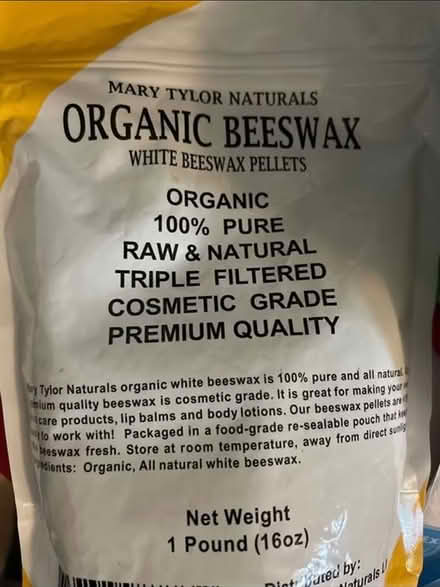 MARY TYLOR NATURALS
ORGANIC BEESWAX
WHITE BEESWAX PELLETS
ORGANIC
100% PURE
RAW & NATURAL
TRIPLE FILTERED
COSMETIC GRADE
PREMIUM QUALITY
Tylor Naturals organic white beeswax is 100% pure and all natural.
quality beeswax is cosmetic grade. It is great for making your
care products, lip balms and body lotions. Our beeswax pellets are
to work with! Packaged in a food-grade re-sealable pouch that
beeswax fresh. Store at room temperature, away from direct
Organic, All natural white beeswax.
Net Weight
1 Pound (16oz)
by:
Naturals